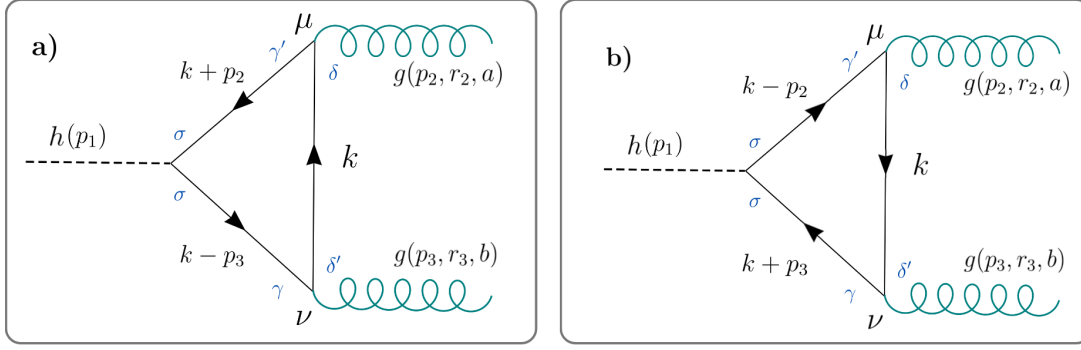 a)
μ
γ′
δ
k + p₂
g(p₂, r₂, a)
σ
h(p₁)
k
σ
k − p₃
g(p₃, r₃, b)
δ′
γ
ν
b)
μ
γ′
δ
k − p₂
g(p₂, r₂, a)
σ
h(p₁)
k
σ
k + p₃
g(p₃, r₃, b)
δ′
γ
ν